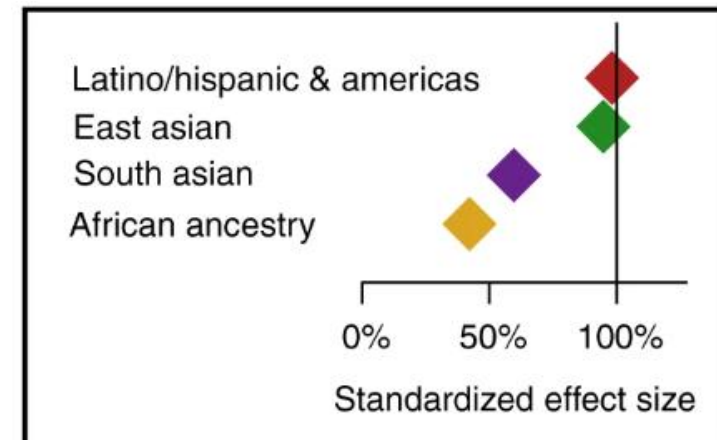 Latino/hispanic & americas
East asian
South asian
African ancestry
0% 50% 100%
Standardized effect size